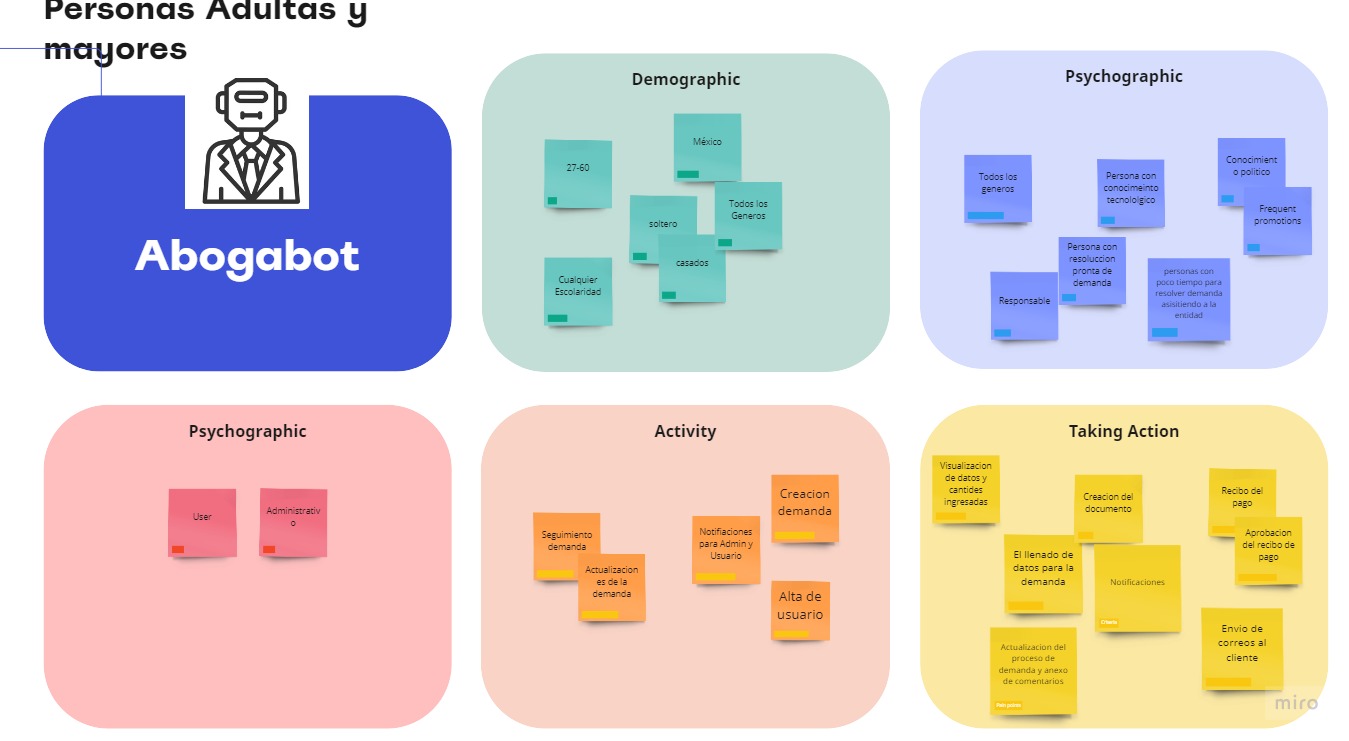 Personas Adultas y
mayores
Abogabot
Demographic
27-60
México
soltero
Todos los
Generos
casados
Cualquier
Escolaridad
Psychographic
Todos los
generos
Persona con
conocimeinto
tecnololgico
Conocimient
o politico
Frequent
promotions
Persona con
resoluccion
pronta de
demanda
Responsable
personas con
poco tiempo para
resolver demanda
asisitiendo a la
entidad
Psychographic
User
Administrativ
o
Activity
Seguimiento
demanda
Actualizacion
es de la
demanda
Notifiaciones
para Admin y
Usuario
Creacion
demanda
Alta de
usuario
Taking Action
Visualizacion
de datos y
cantides
ingresadas
Creacion del
documento
Recibo del
pago
Aprobacion
del recibo de
pago
El llenado de
datos para la
demanda
Notificaciones
Criterio
Envio de
correos al
cliente
Actualizacion del
proceso de
demanda y anexo
de comentarios
Pain points
miro